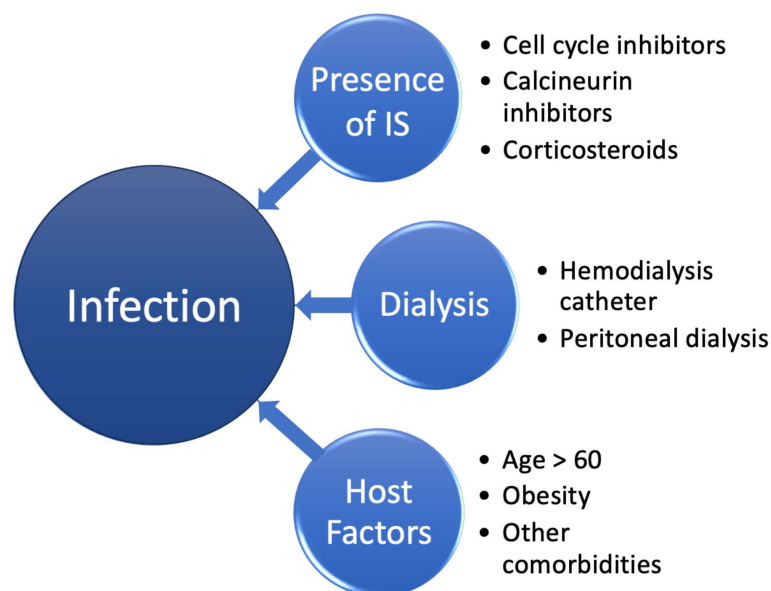 Presence
of IS
• Cell cycle inhibitors
• Calcineurin
inhibitors
• Corticosteroids
Infection
Dialysis
• Hemodialysis
catheter
• Peritoneal dialysis
Host
Factors
• Age > 60
• Obesity
• Other
comorbidities